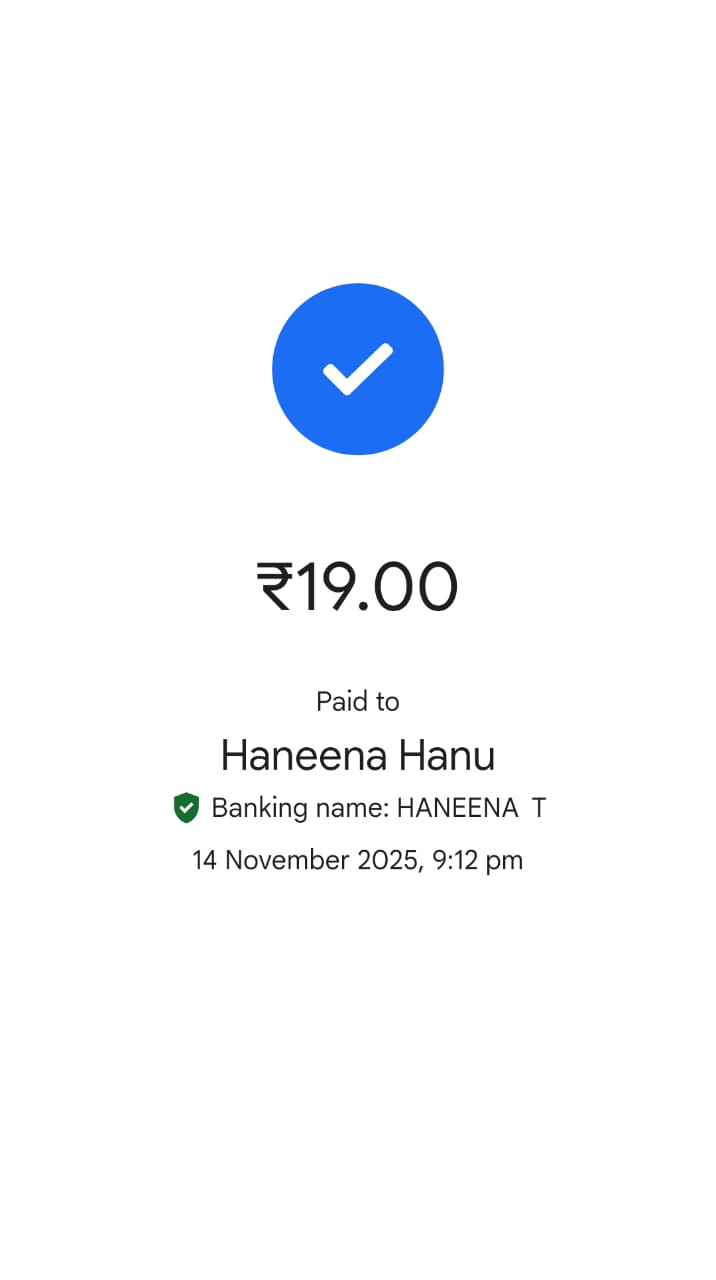 ₹19.00
Paid to
Haneena Hanu
Banking name: HANEENA T
14 November 2025, 9:12 pm